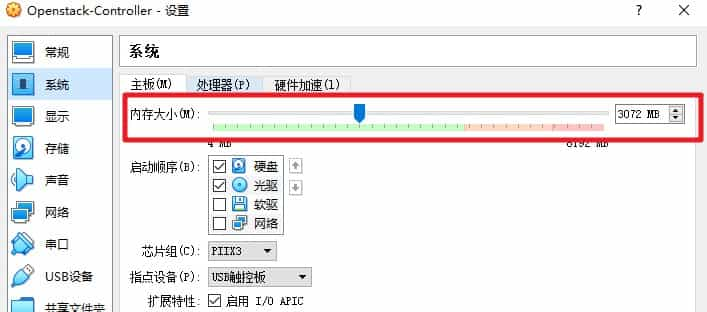 Openstack-Controller - 设置
常规
系统
显示
存储
声音
网络
串口
USB设备
共享文件夹
系统
主板(M) 处理器(P) 硬件加速(l)
内存大小(M): 3072 MB
4 MB 8192 MB
启动顺序(B): 硬盘
光驱
软驱
网络
芯片组(C): PIIX3
指点设备(P): USB触控板
扩展特性: 启用 I/O APIC